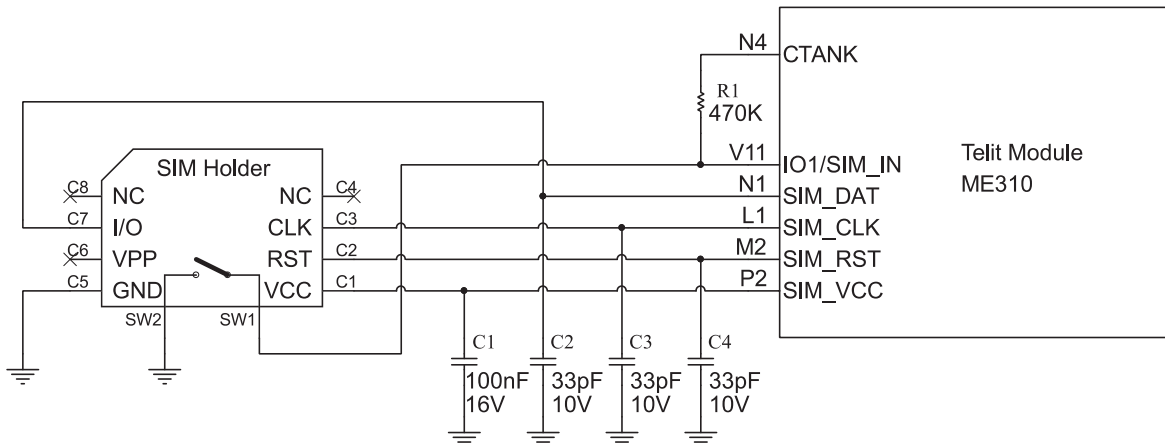 N4
CTANK
R1
470K
SIM Holder
V11
IO1/SIM_IN
Telit Module
ME310
C8
NC
NC
C4
N1
SIM_DAT
C7
I/O
CLK
C3
L1
SIM_CLK
C6
VPP
RST
C2
M2
SIM_RST
C5
GND
VCC
C1
P2
SIM_VCC
SW2
SW1
C1
100nF
16V
C2
33pF
10V
C3
33pF
10V
C4
33pF
10V